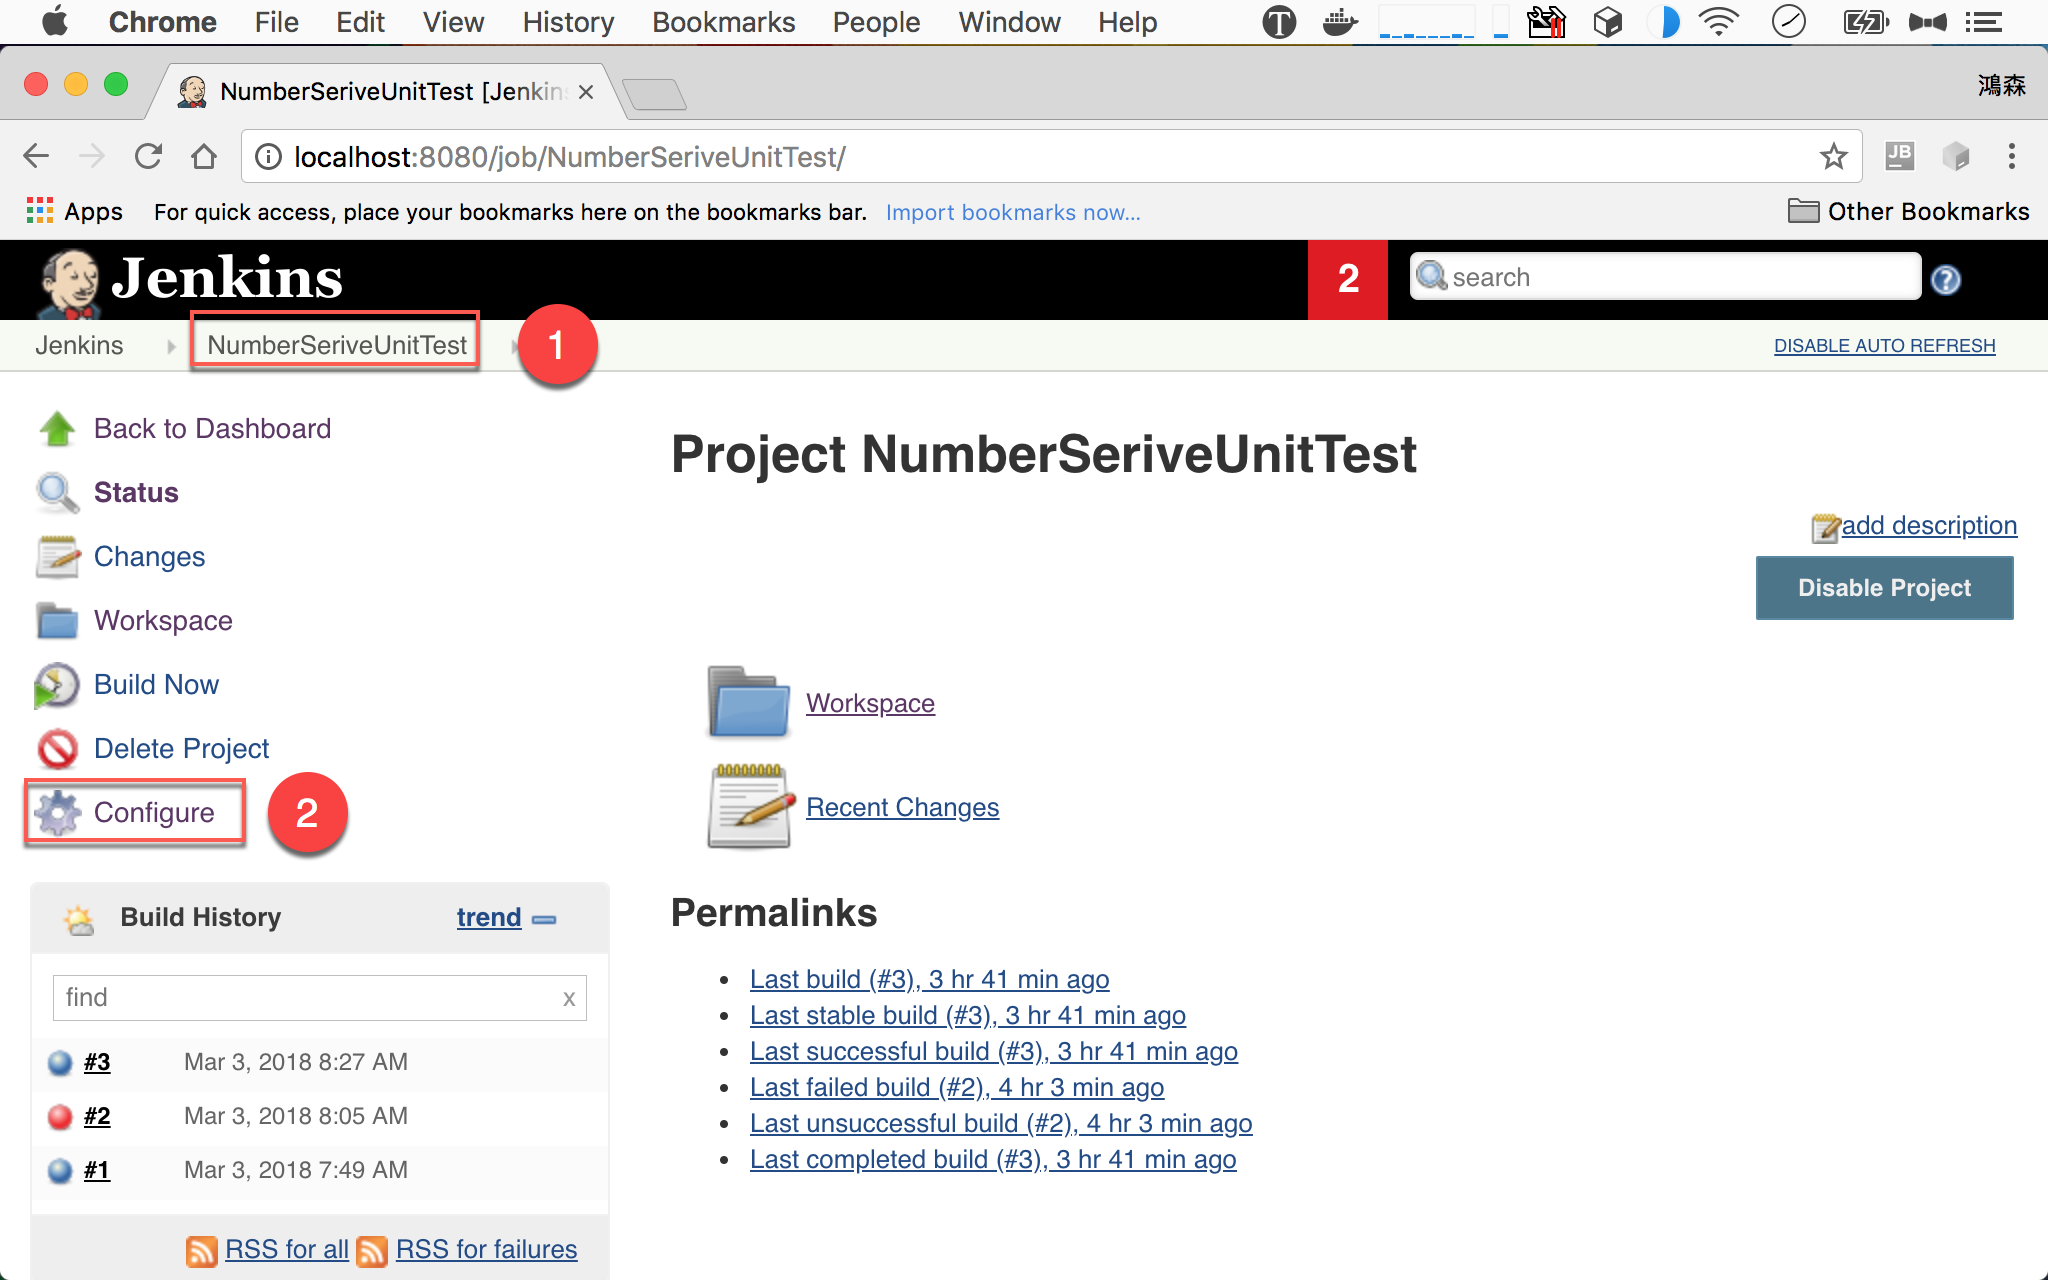 Chrome File Edit View History Bookmarks People Window Help
NumberSeriveUnitTest [Jenkin
鴻森
localhost:8080/job/NumberSeriveUnitTest/
JB
Apps For quick access, place your bookmarks here on the bookmarks bar. Import bookmarks now... Other Bookmarks
Jenkins 2 search ?
Jenkins NumberSeriveUnitTest 1 DISABLE AUTO REFRESH
Back to Dashboard
Status
Changes
Workspace
Build Now
Delete Project
Configure 2
Project NumberSeriveUnitTest
add description
Disable Project
Workspace
Recent Changes
Build History trend
find x
#3 Mar 3, 2018 8:27 AM
#2 Mar 3, 2018 8:05 AM
#1 Mar 3, 2018 7:49 AM
RSS for all RSS for failures
Permalinks
Last build (#3), 3 hr 41 min ago
Last stable build (#3), 3 hr 41 min ago
Last successful build (#3), 3 hr 41 min ago
Last failed build (#2), 4 hr 3 min ago
Last unsuccessful build (#2), 4 hr 3 min ago
Last completed build (#3), 3 hr 41 min ago